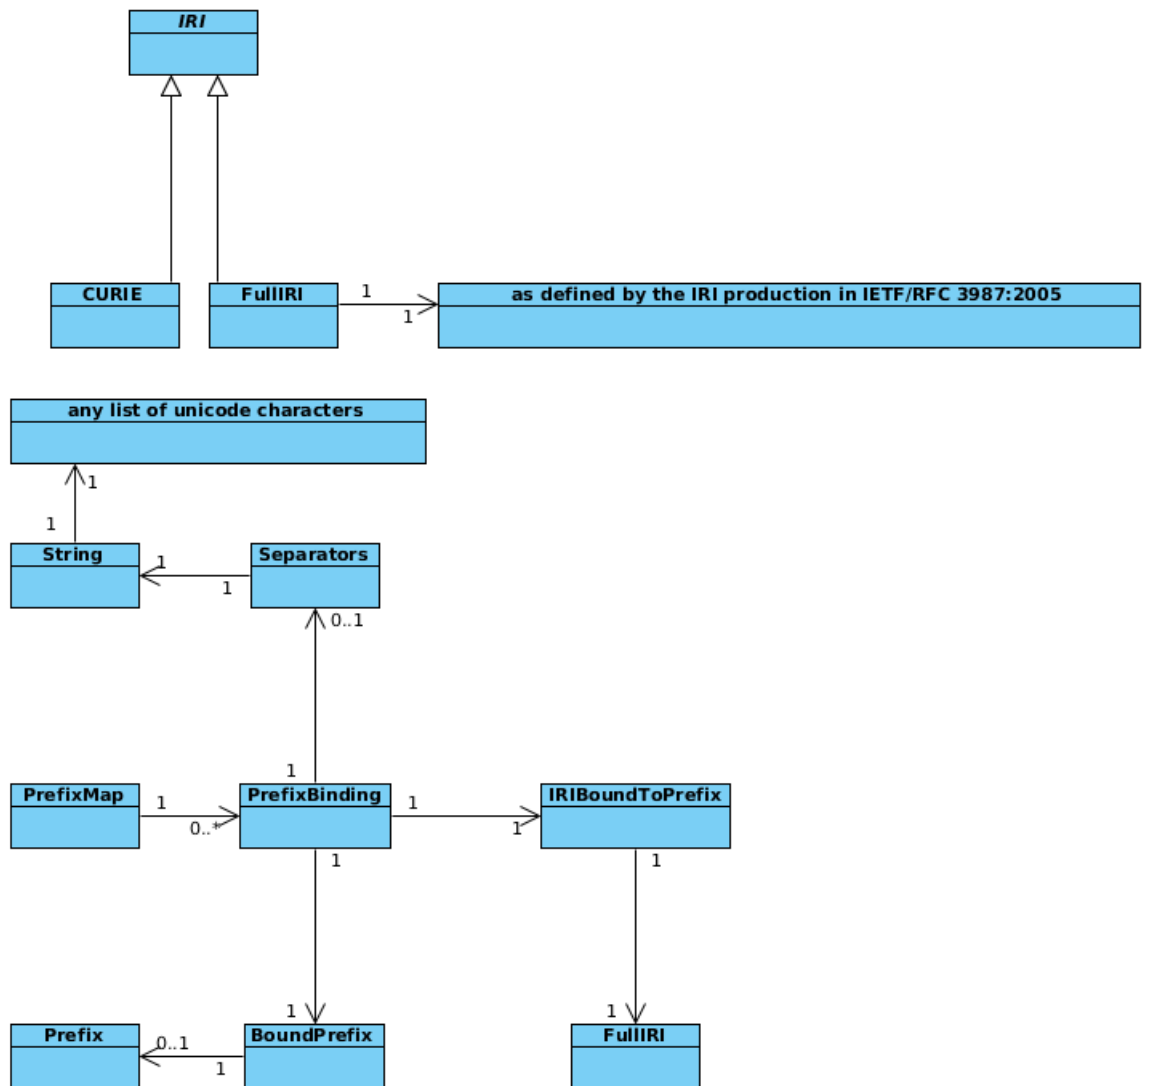 IRI
CURIE
FullIRI
1
1
as defined by the IRI production in IETF/RFC 3987:2005
any list of unicode characters
1
1
String
1
1
Separators
0..1
1
PrefixMap
1
0..*
PrefixBinding
1
1
IRIBoundToPrefix
1
1
1
1
Prefix
0..1
1
BoundPrefix
FullIRI